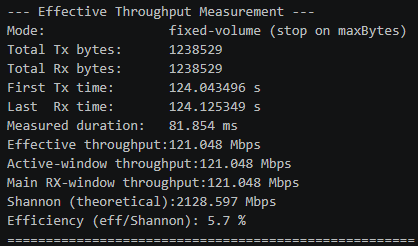 --- Effective Throughput Measurement ---
Mode: fixed-volume (stop on maxBytes)
Total Tx bytes: 1238529
Total Rx bytes: 1238529
First Tx time: 124.043496 s
Last Rx time: 124.125349 s
Measured duration: 81.854 ms
Effective throughput:121.048 Mbps
Active-window throughput:121.048 Mbps
Main RX-window throughput:121.048 Mbps
Shannon (theoretical):2128.597 Mbps
Efficiency (eff/Shannon): 5.7 %
=====================================================